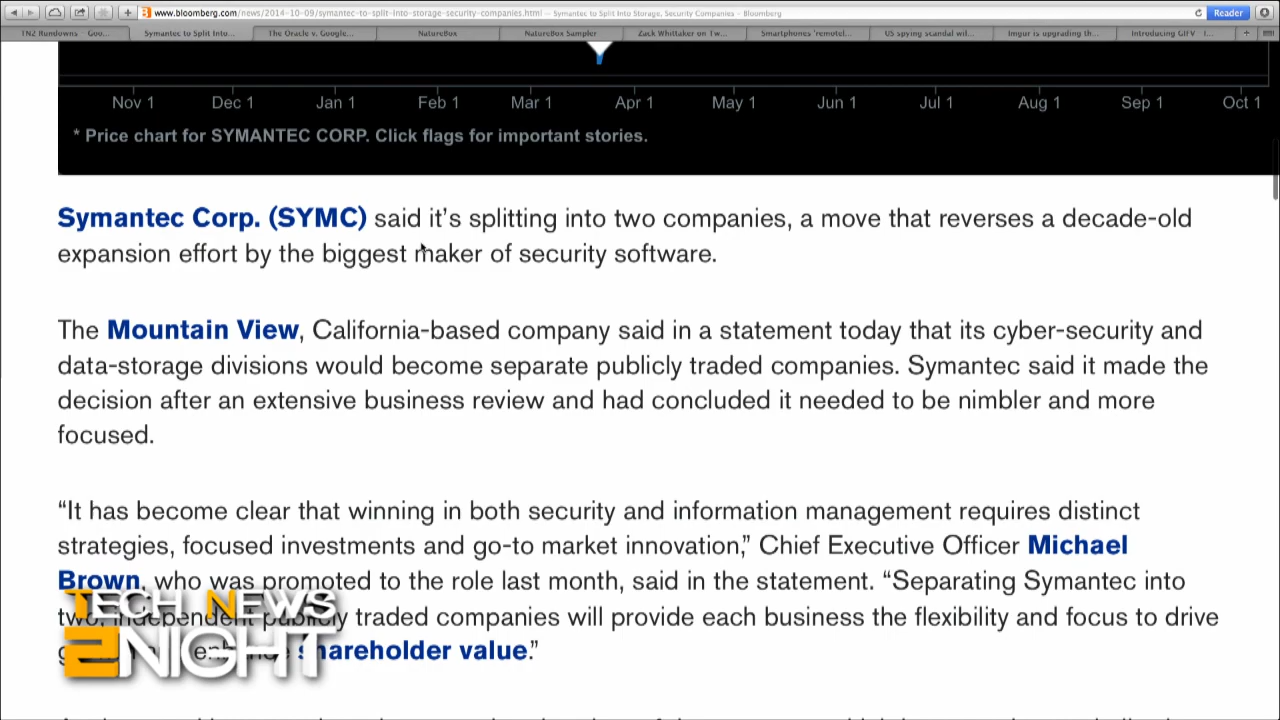 www.bloomberg.com/news/2014-10-09/symantec-to-split-into-storage-security-companies.html — Symantec to Split Into Storage, Security Companies – Bloomberg
Reader
TN2 Rundowns – Goo...
Symantec to Split Into...
The Oracle v. Google...
NatureBox
NatureBox Sampler
Zack Whittaker on Tw...
Smartphones 'remotel...
US spying scandal wil...
Imgur is upgrading th...
Introducing GIFV – I...
Nov 1 Dec 1 Jan 1 Feb 1 Mar 1 Apr 1 May 1 Jun 1 Jul 1 Aug 1 Sep 1 Oct 1
* Price chart for SYMANTEC CORP. Click flags for important stories.
Symantec Corp. (SYMC) said it's splitting into two companies, a move that reverses a decade-old
expansion effort by the biggest maker of security software.
The Mountain View, California-based company said in a statement today that its cyber-security and
data-storage divisions would become separate publicly traded companies. Symantec said it made the
decision after an extensive business review and had concluded it needed to be nimbler and more
focused.
“It has become clear that winning in both security and information management requires distinct
strategies, focused investments and go-to market innovation,” Chief Executive Officer Michael
Brown, who was promoted to the role last month, said in the statement. “Separating Symantec into
two, independent publicly traded companies will provide each business the flexibility and focus to drive
shareholder value.”
TECH NEWS
2NIGHT